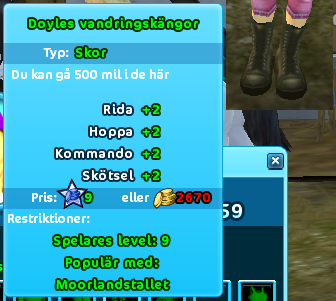 Doyles vandringskängor
Typ: Skor
Du kan gå 500 mil i de här
Rida +2
Hoppa +2
Kommando +2
Skötsel +2
Pris: 9 eller 2670
59
Restriktioner:
Spelares level: 9
Populär med:
Moorlandstallet